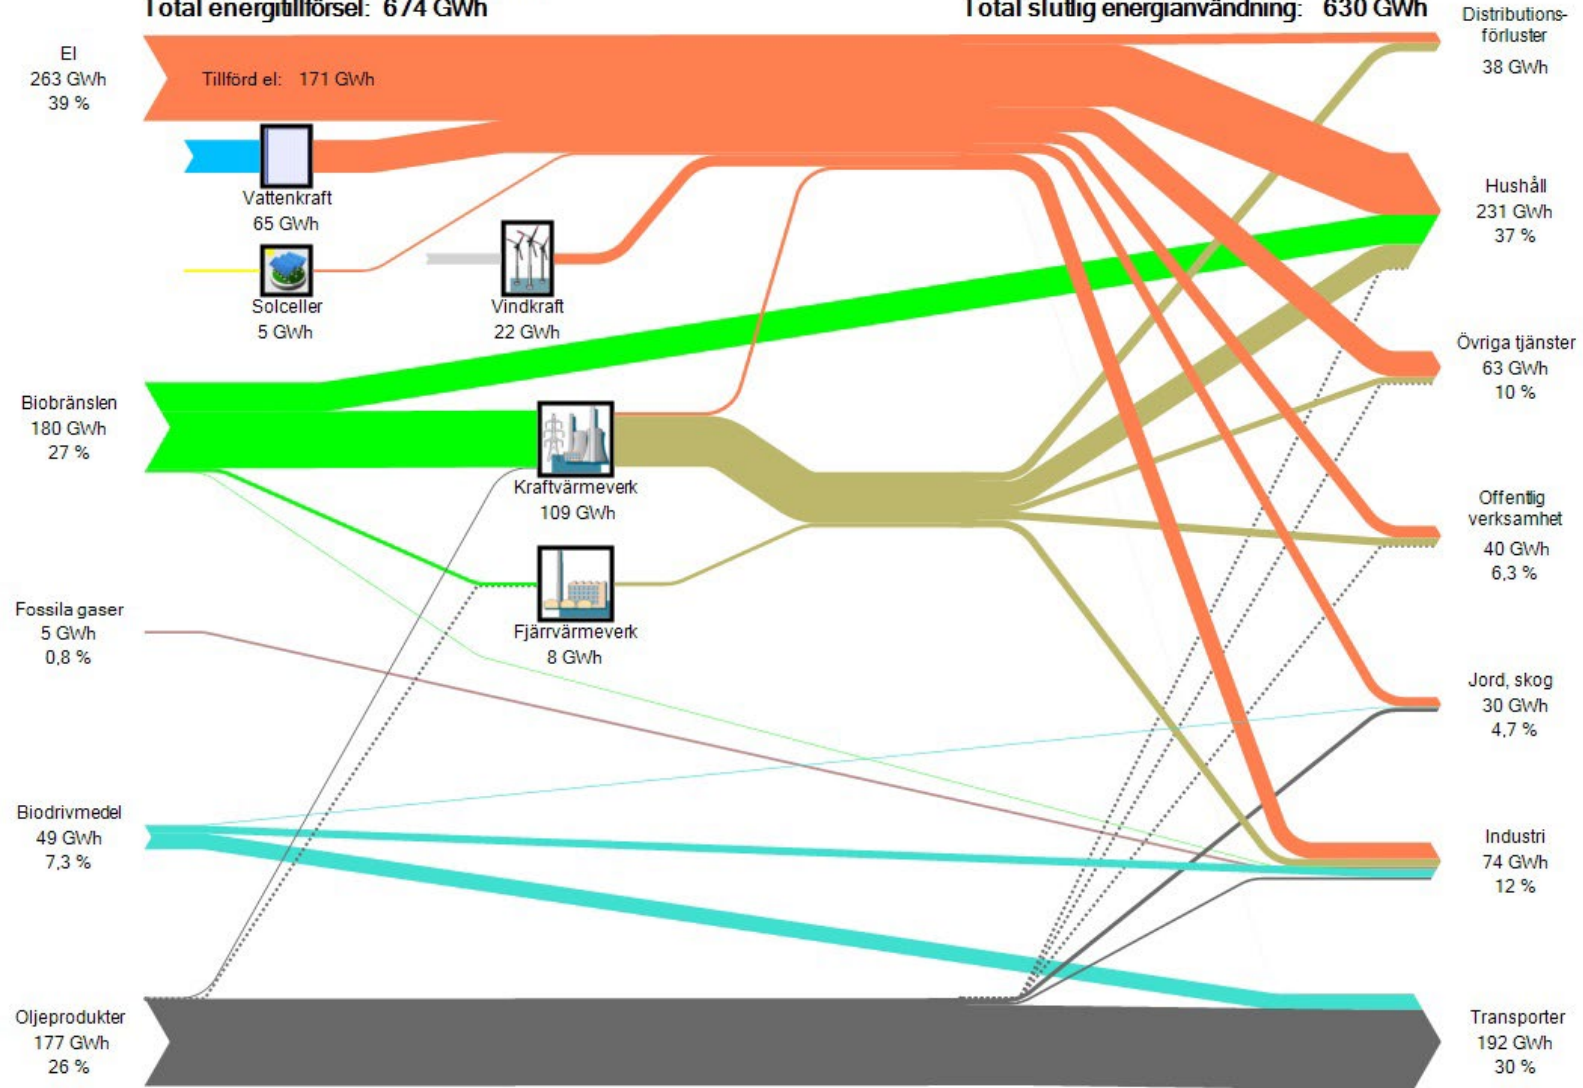 Total energitillförsel: 674 GWh
Total slutlig energianvändning: 630 GWh
El
263 GWh
39 %
Tillförd el: 171 GWh
Vattenkraft
65 GWh
Solceller
5 GWh
Vindkraft
22 GWh
Biobränslen
180 GWh
27 %
Kraftvärmeverk
109 GWh
Fjärrvärmeverk
8 GWh
Fossila gaser
5 GWh
0,8 %
Biodrivmedel
49 GWh
7,3 %
Oljeprodukter
177 GWh
26 %
Distributions-
förluster
38 GWh
Hushåll
231 GWh
37 %
Övriga tjänster
63 GWh
10 %
Offentlig
verksamhet
40 GWh
6,3 %
Jord, skog
30 GWh
4,7 %
Industri
74 GWh
12 %
Transporter
192 GWh
30 %